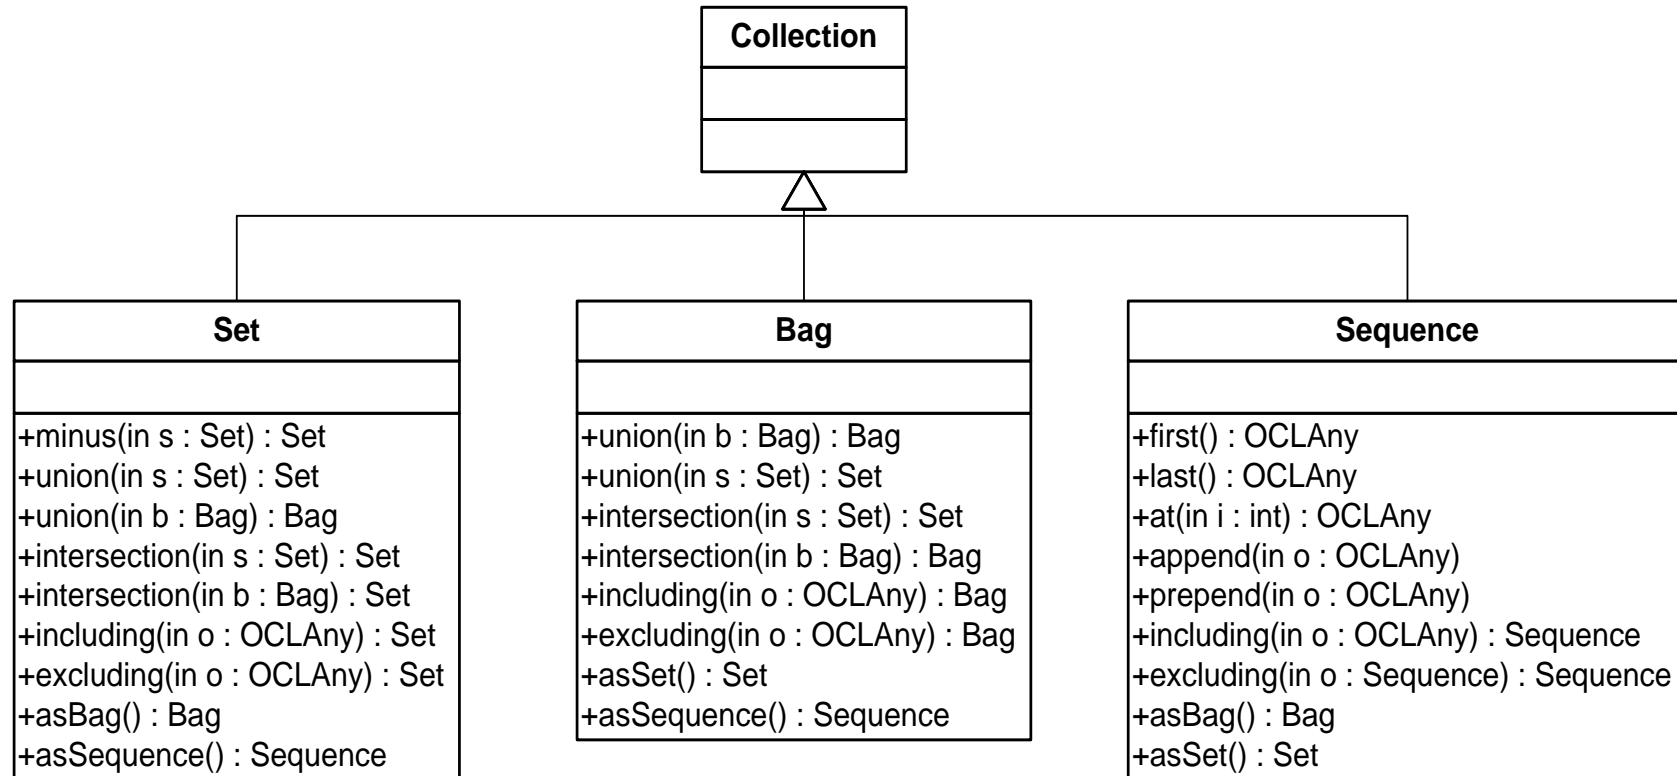 Collection
Set
+minus(in s : Set) : Set
+union(in s : Set) : Set
+union(in b : Bag) : Bag
+intersection(in s : Set) : Set
+intersection(in b : Bag) : Set
+including(in o : OCLAny) : Set
+excluding(in o : OCLAny) : Set
+asBag() : Bag
+asSequence() : Sequence
Bag
+union(in b : Bag) : Bag
+union(in s : Set) : Set
+intersection(in s : Set) : Set
+intersection(in b : Bag) : Bag
+including(in o : OCLAny) : Bag
+excluding(in o : OCLAny) : Bag
+asSet() : Set
+asSequence() : Sequence
Sequence
+first() : OCLAny
+last() : OCLAny
+at(in i : int) : OCLAny
+append(in o : OCLAny)
+prepend(in o : OCLAny)
+including(in o : OCLAny) : Sequence
+excluding(in o : Sequence) : Sequence
+asBag() : Bag
+asSet() : Set